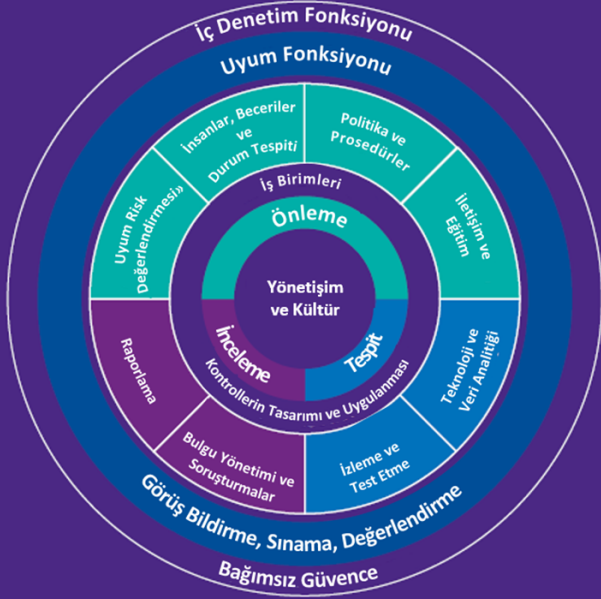 İç Denetim Fonksiyonu
Uyum Fonksiyonu
İnsanlar, Beceriler
ve
Durum Tespiti
Politika ve
Prosedürler
Uyum Risk
Değerlendirmesi»
İletişim ve
Eğitim
İş Birimleri
Önleme
Yönetişim
ve Kültür
İnceleme
Tespit
Kontrollerin Tasarımı ve Uygulanması
Raporlama
Teknoloji ve
Veri Analitiği
Bulgu Yönetimi ve
Soruşturmalar
İzleme ve
Test Etme
Görüş Bildirme, Sınama, Değerlendirme
Bağımsız Güvence